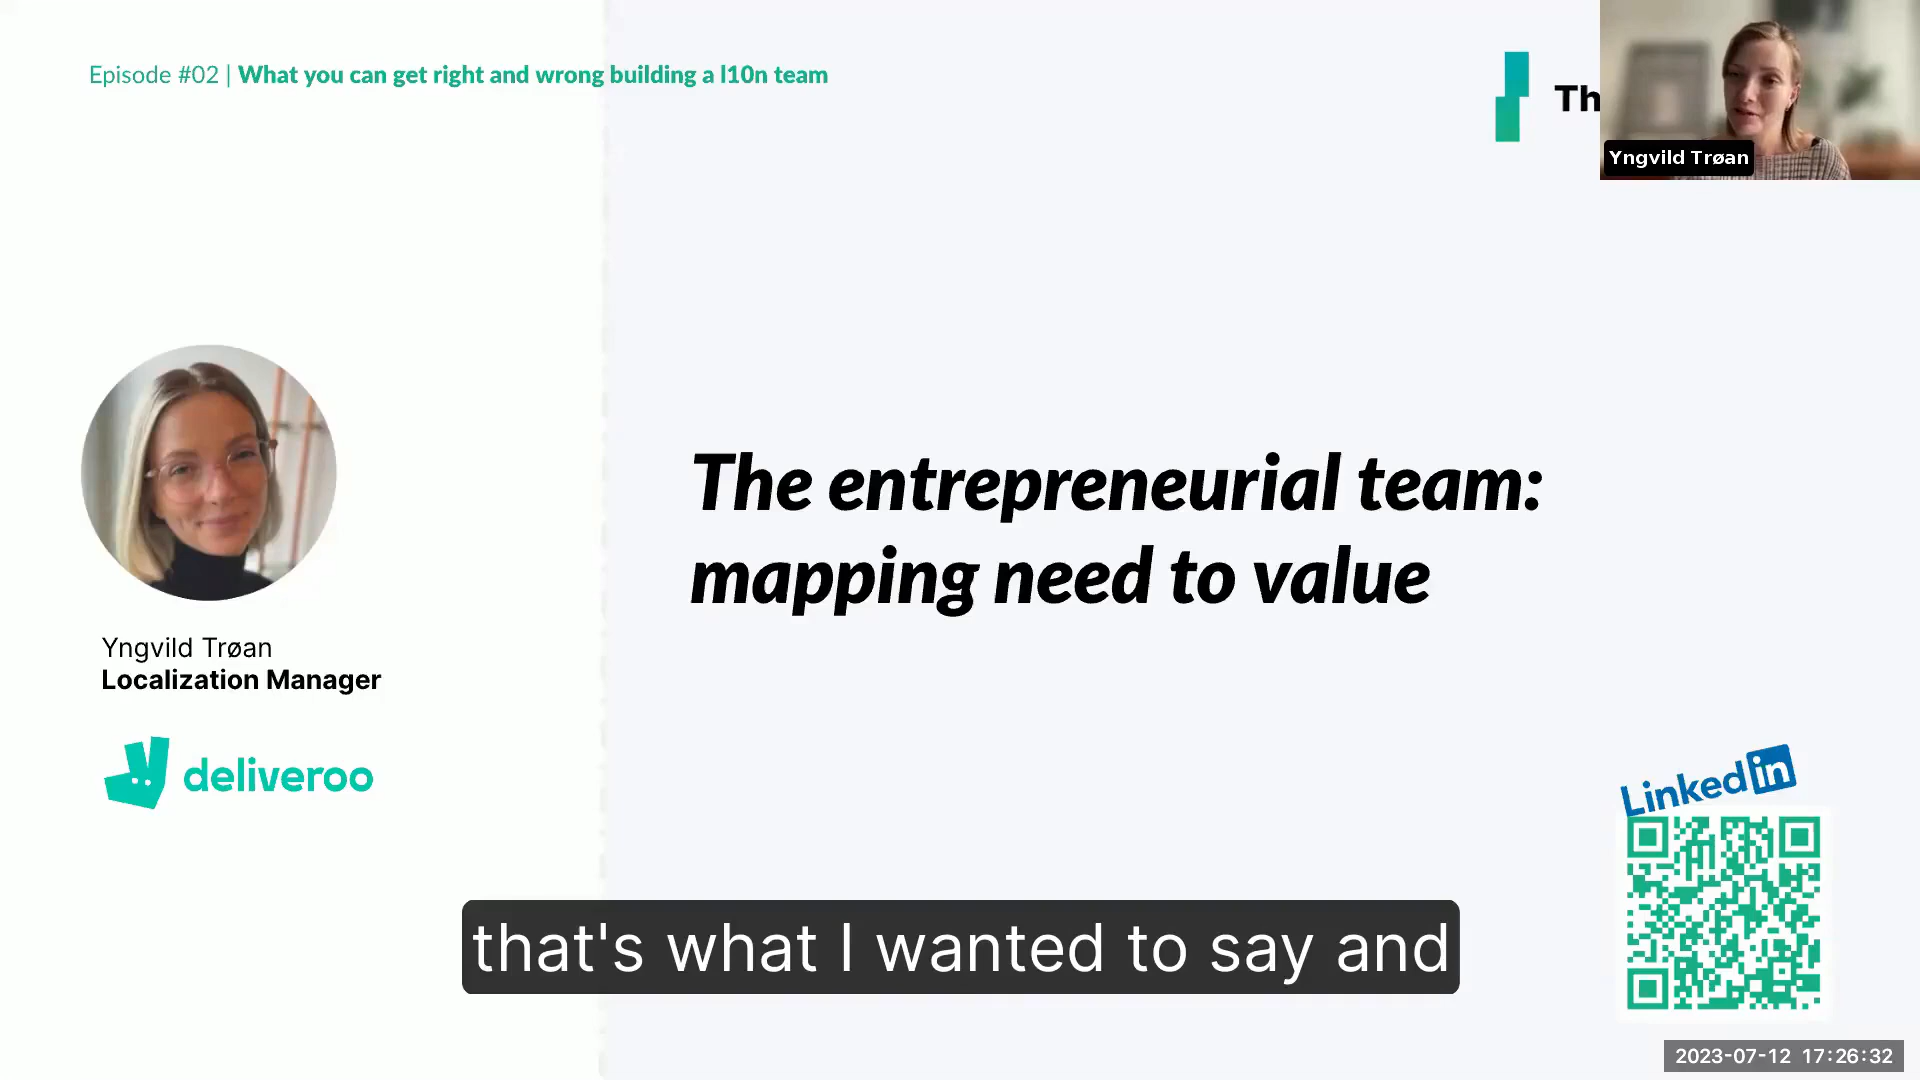 Episode #02 | What you can get right and wrong building a l10n team
Th
Yngvild Trøan
The entrepreneurial team:
mapping need to value
Yngvild Trøan
Localization Manager
deliveroo
LinkedIn
that's what I wanted to say and
2023-07-12 17:26:32